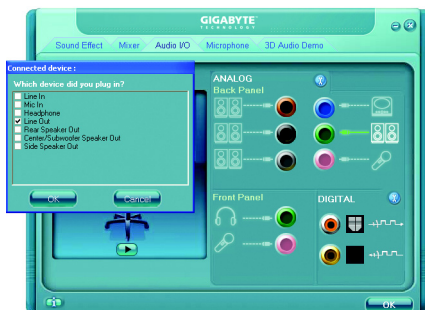 GIGABYTE
TECHNOLOGY
Sound Effect Mixer Audio I/O Microphone 3D Audio Demo
Connected device :
Which device did you plug in?
Line In
Mic In
Headphone
Line Out
Rear Speaker Out
Center/Subwoofer Speaker Out
Side Speaker Out
OK Cancel
ANALOG
Back Panel
Front Panel
DIGITAL
OK